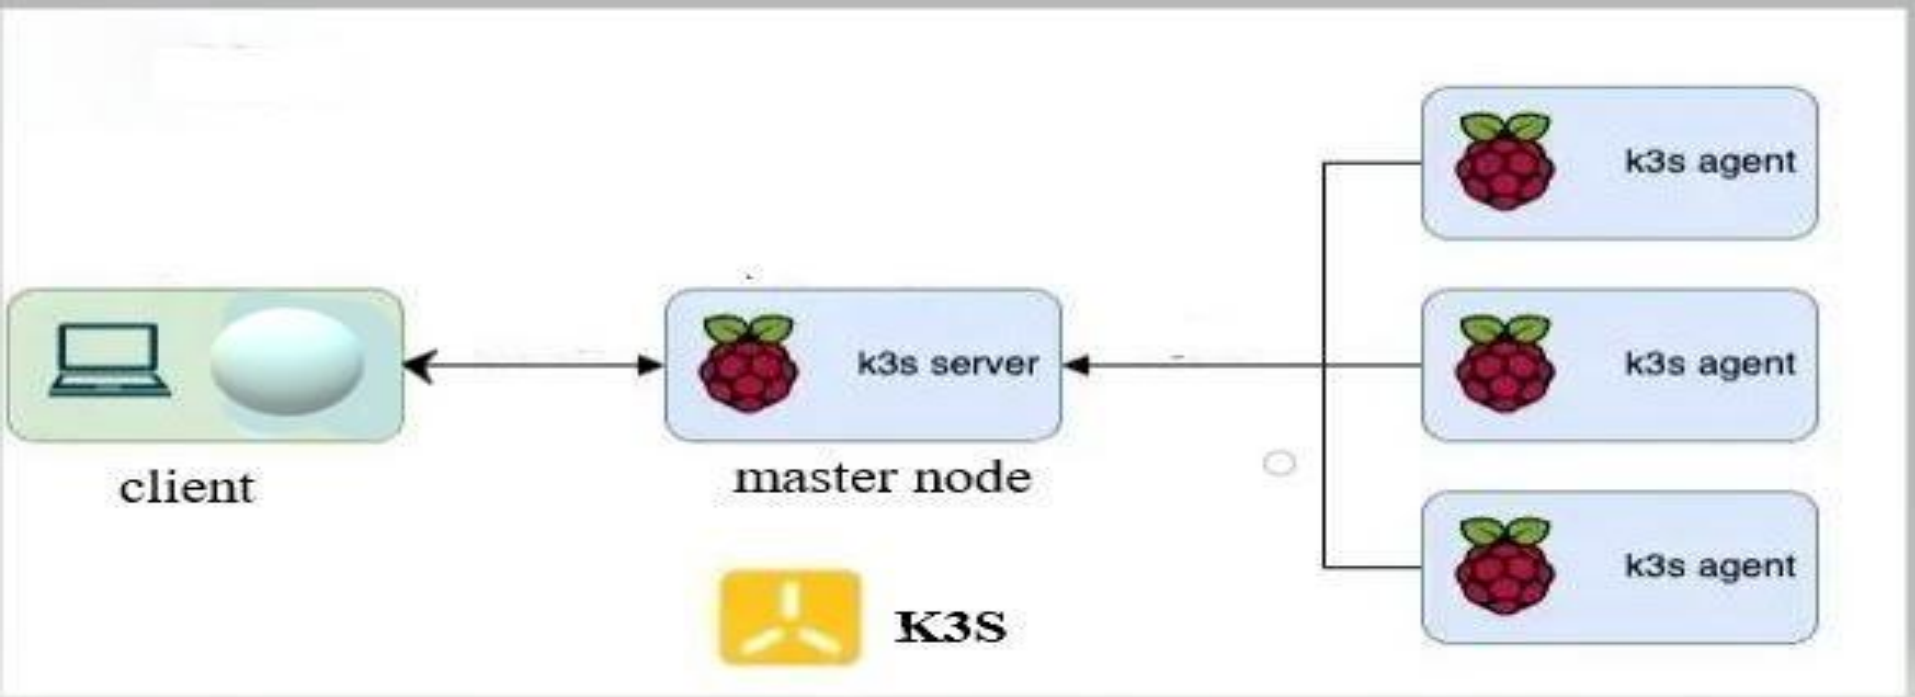 k3s agent
k3s server
k3s agent
client
master node
k3s agent
K3S